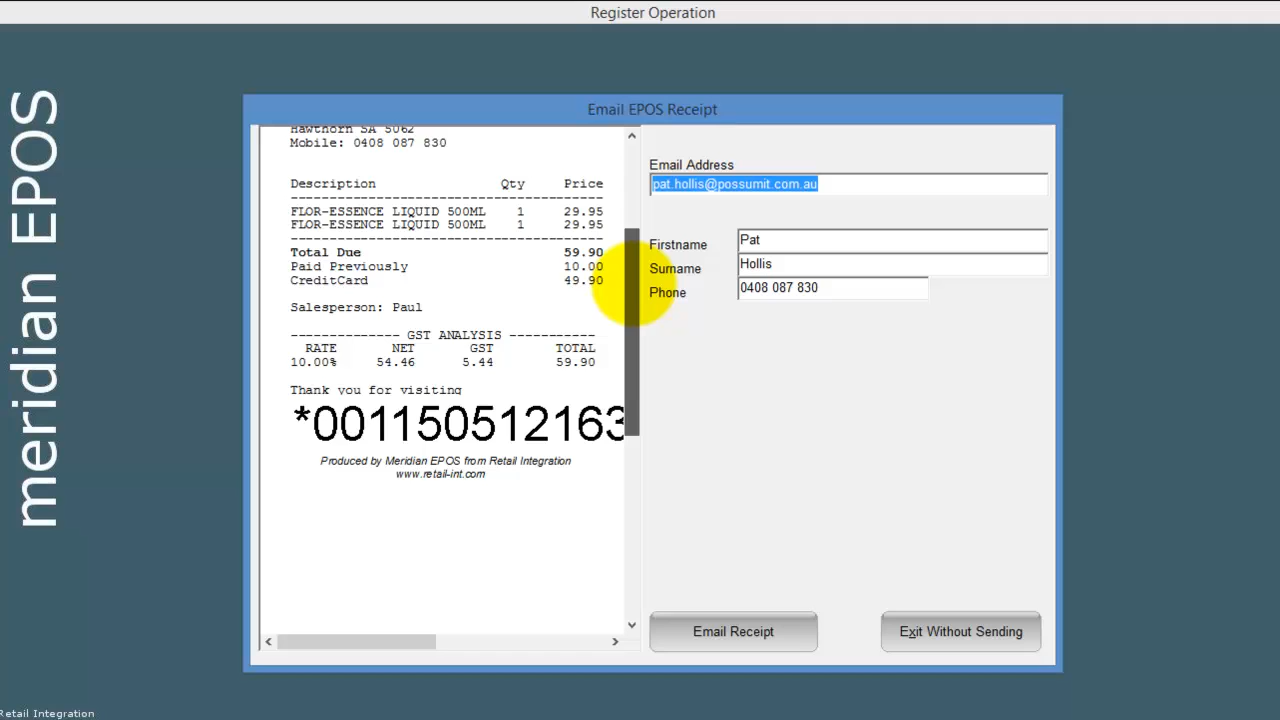 Register Operation
meridian EPOS
Email EPOS Receipt
Hawthorn SA 5062
Mobile: 0408 087 830
Description Qty Price
FLOR-ESSENCE LIQUID 500ML 1 29.95
FLOR-ESSENCE LIQUID 500ML 1 29.95
Total Due 59.90
Paid Previously 10.00
CreditCard 49.90
Salesperson: Paul
-------------- GST ANALYSIS -----------
RATE NET GST TOTAL
10.00% 54.46 5.44 59.90
Thank you for visiting
*001150512163
Produced by Meridian EPOS from Retail Integration
www.retail-int.com
Email Address
pat.hollis@possumit.com.au
Firstname Pat
Surname Hollis
Phone 0408 087 830
Email Receipt Exit Without Sending
Retail Integration